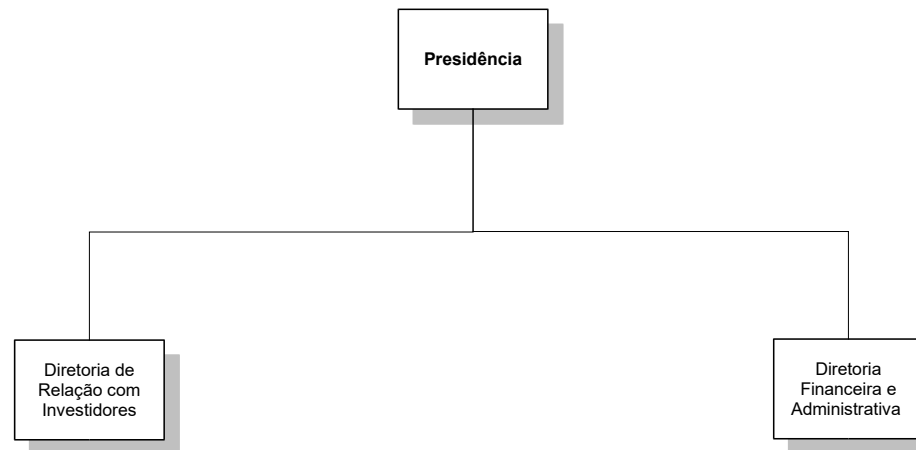 Presidência
Diretoria de
Relação com
Investidores
Diretoria
Financeira e
Administrativa